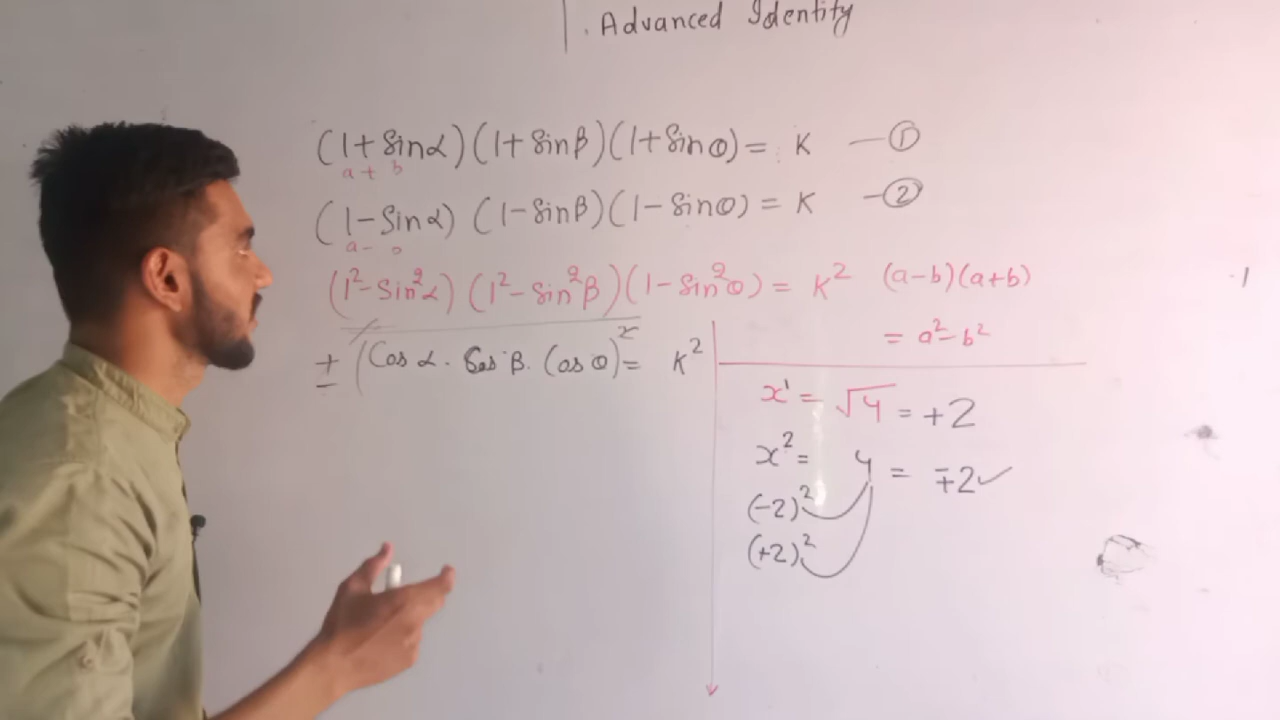 Advanced Identity
(1+Sinα)(1+Sinβ)(1+Sinθ) = K —①
a + b
(1-Sinα) (1-Sinβ)(1-Sinθ) = K -②
a - b
(1²-Sin²α) (1²-Sin²β)(1-Sin²θ) = K² (a-b)(a+b)
= a²-b²
± (Cos α. Cos β. Cos θ)² = K²
x¹ = √4 = +2
x² = 4 = ∓2✓
(-2)²
(+2)²